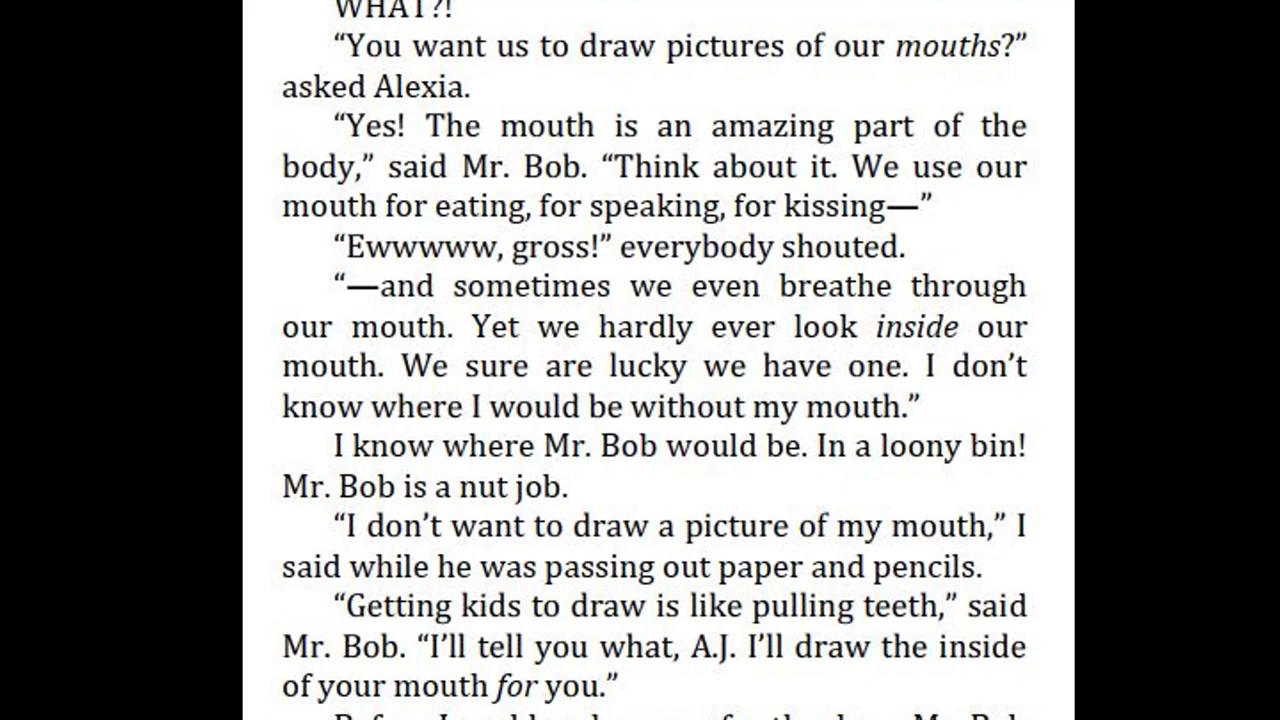 WHAT?!
“You want us to draw pictures of our mouths?”
asked Alexia.
“Yes! The mouth is an amazing part of the
body,” said Mr. Bob. “Think about it. We use our
mouth for eating, for speaking, for kissing—”
“Ewwwww, gross!” everybody shouted.
“—and sometimes we even breathe through
our mouth. Yet we hardly ever look inside our
mouth. We sure are lucky we have one. I don’t
know where I would be without my mouth.”
I know where Mr. Bob would be. In a loony bin!
Mr. Bob is a nut job.
“I don’t want to draw a picture of my mouth,” I
said while he was passing out paper and pencils.
“Getting kids to draw is like pulling teeth,” said
Mr. Bob. “I’ll tell you what, A.J. I’ll draw the inside
of your mouth for you.”